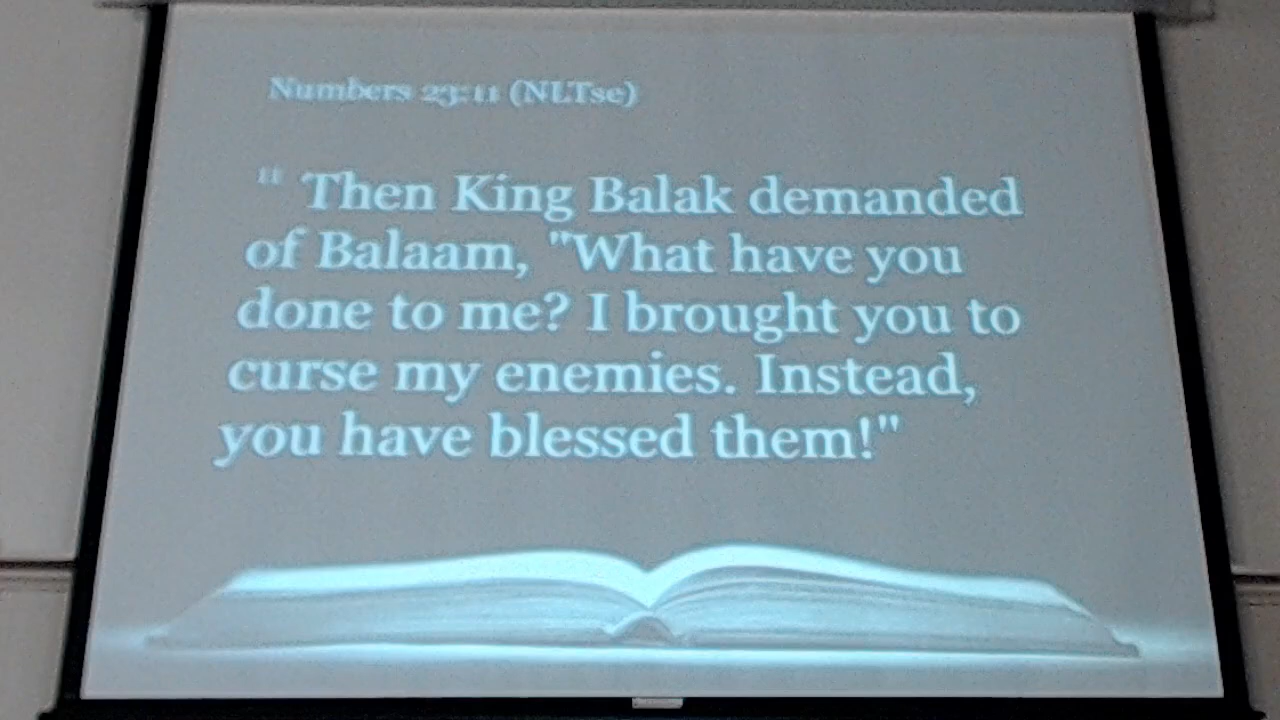 Numbers 23:11 (NLTse)
11 Then King Balak demanded
of Balaam, "What have you
done to me? I brought you to
curse my enemies. Instead,
you have blessed them!"